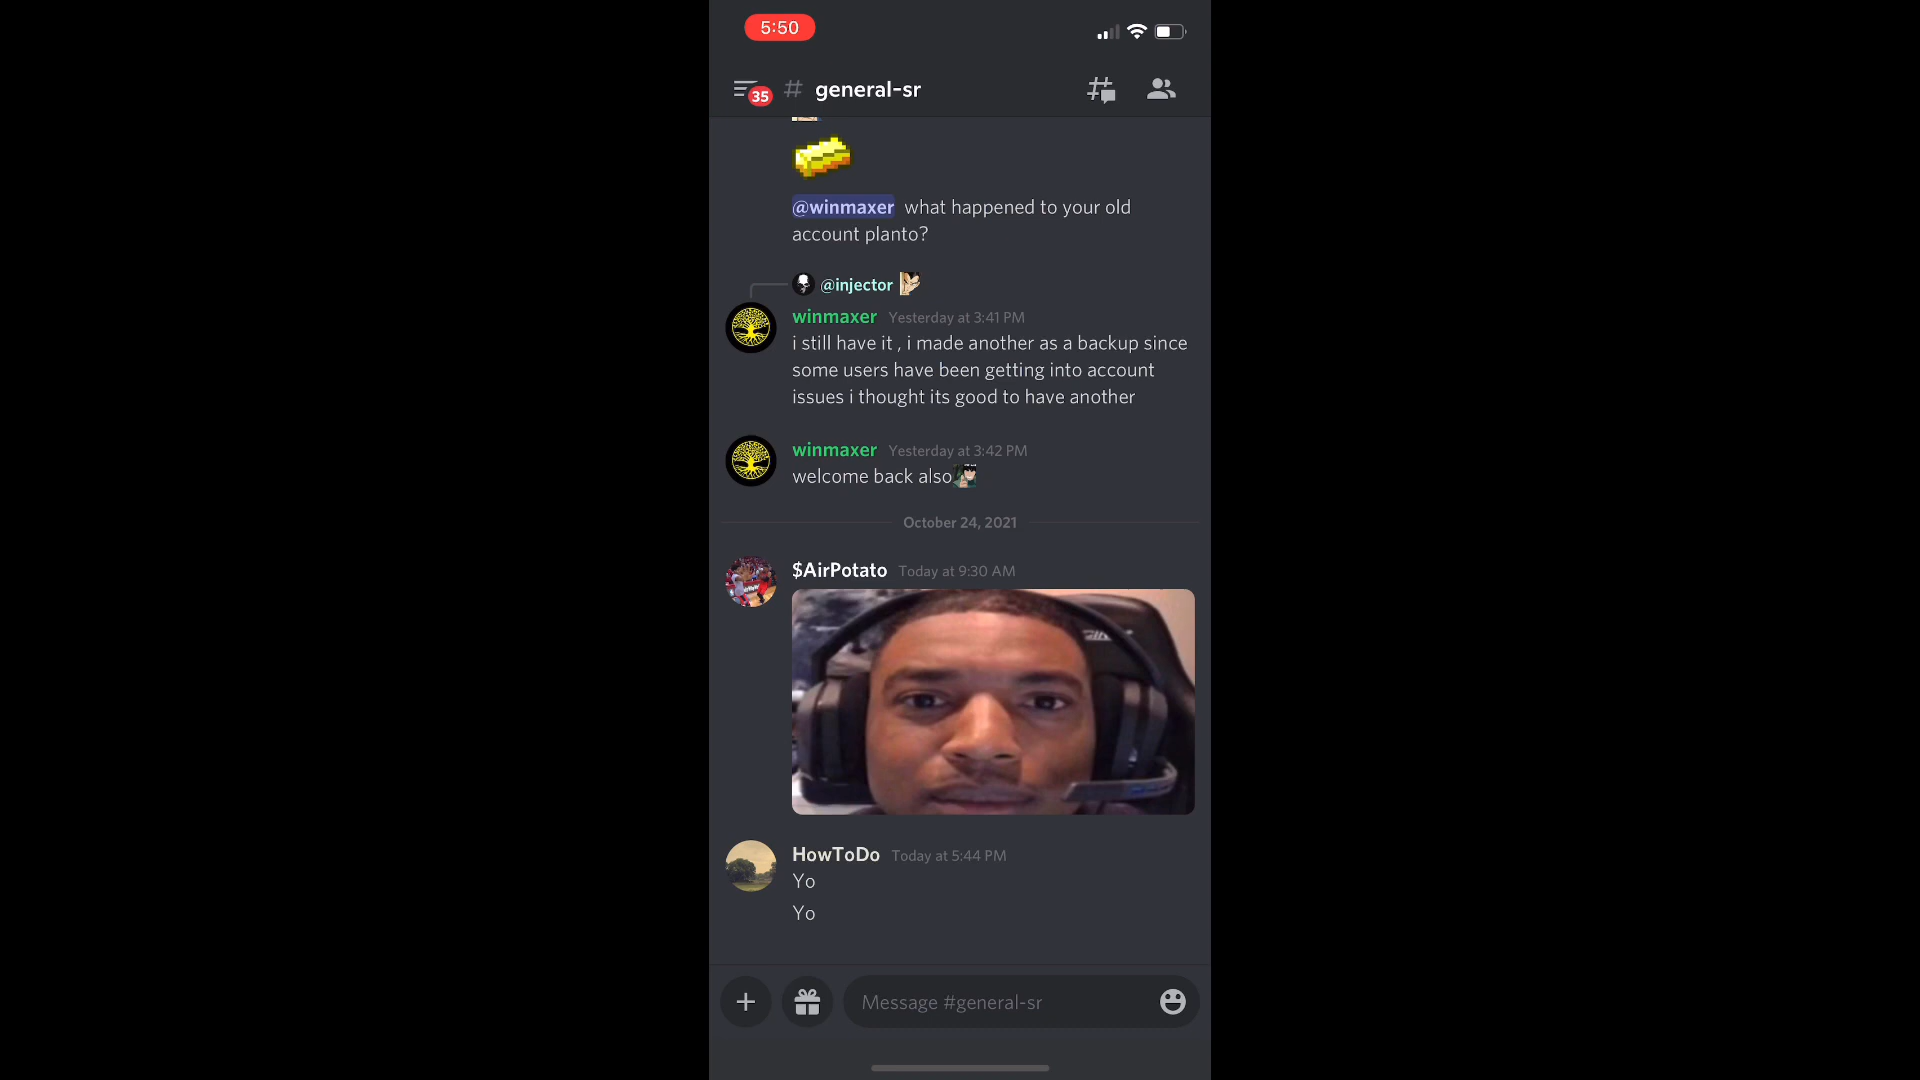 5:50
35
# general-sr
@winmaxer what happened to your old
account planto?
@injector
winmaxer Yesterday at 3:41 PM
i still have it , i made another as a backup since
some users have been getting into account
issues i thought its good to have another
winmaxer Yesterday at 3:42 PM
welcome back also
October 24, 2021
$AirPotato Today at 9:30 AM
HowToDo Today at 5:44 PM
Yo
Yo
Message #general-sr